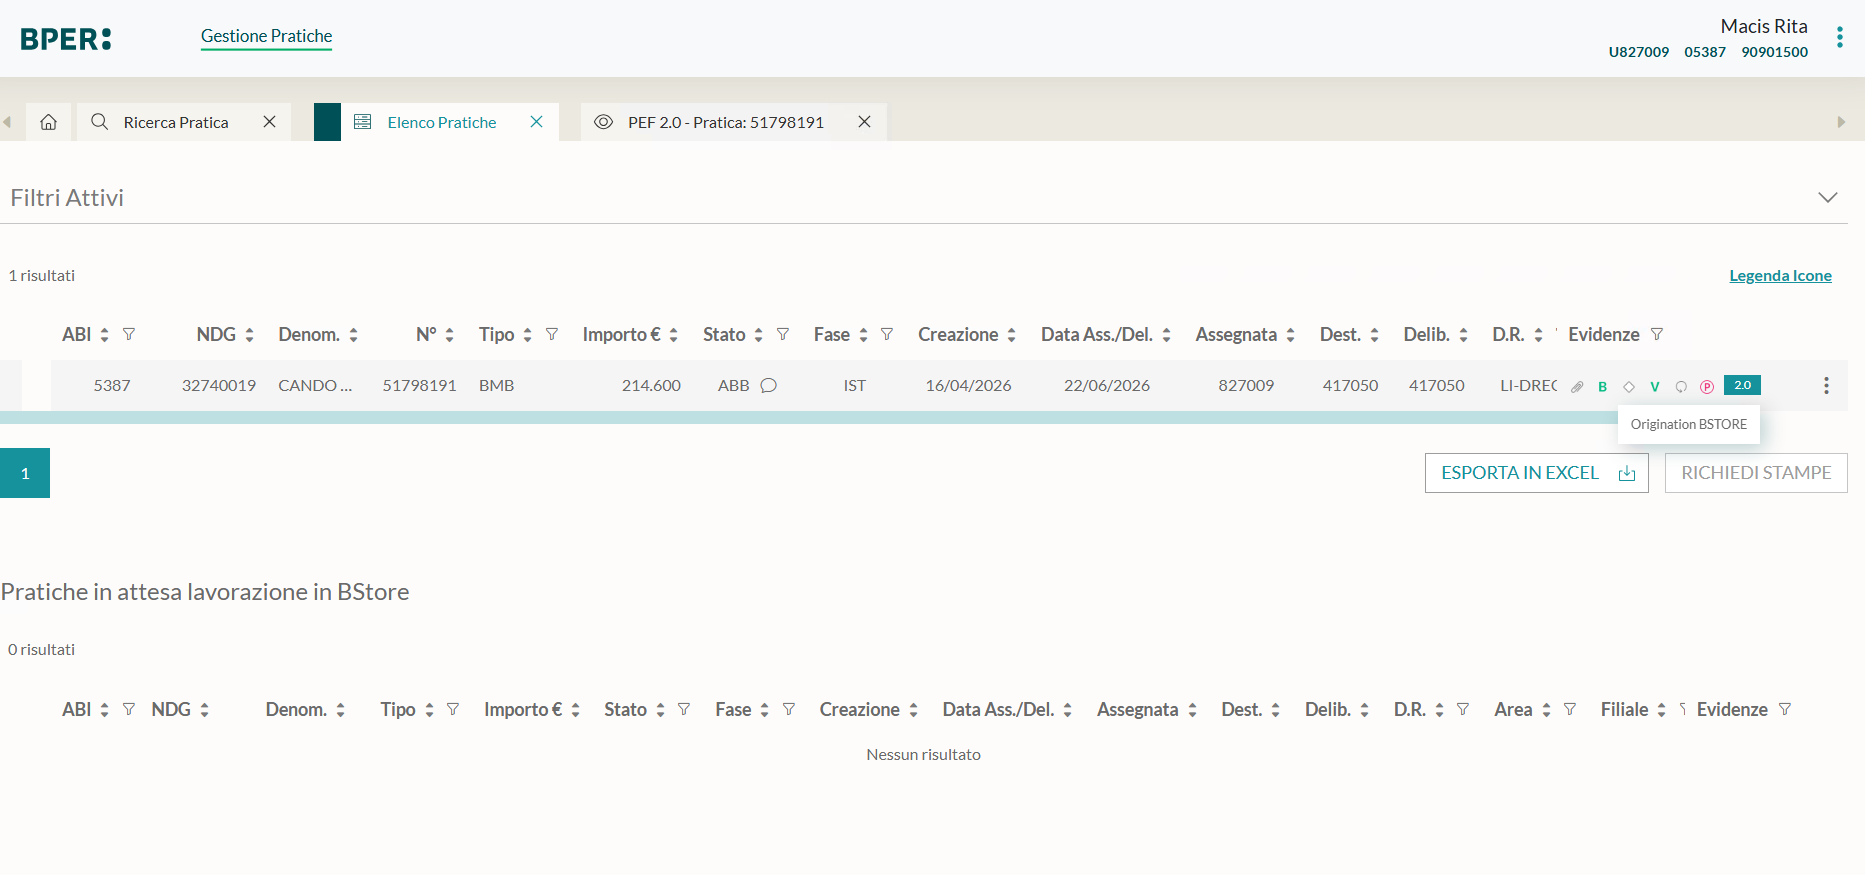 BPER:
Gestione Pratiche
Macis Rita
U827009 05387 90901500
Ricerca Pratica
Elenco Pratiche
PEF 2.0 - Pratica: 51798191
Filtri Attivi
1 risultati
Legenda Icone
ABI NDG Denom. N° Tipo Importo € Stato Fase Creazione Data Ass./Del. Assegnata Dest. Delib. D.R. Evidenze
5387 32740019 CANDO ... 51798191 BMB 214.600 ABB IST 16/04/2026 22/06/2026 827009 417050 417050 LI-DREC B V P 2.0
Origination BSTORE
1
ESPORTA IN EXCEL
RICHIEDI STAMPE
Pratiche in attesa lavorazione in BStore
0 risultati
ABI NDG Denom. Tipo Importo € Stato Fase Creazione Data Ass./Del. Assegnata Dest. Delib. D.R. Area Filiale Evidenze
Nessun risultato